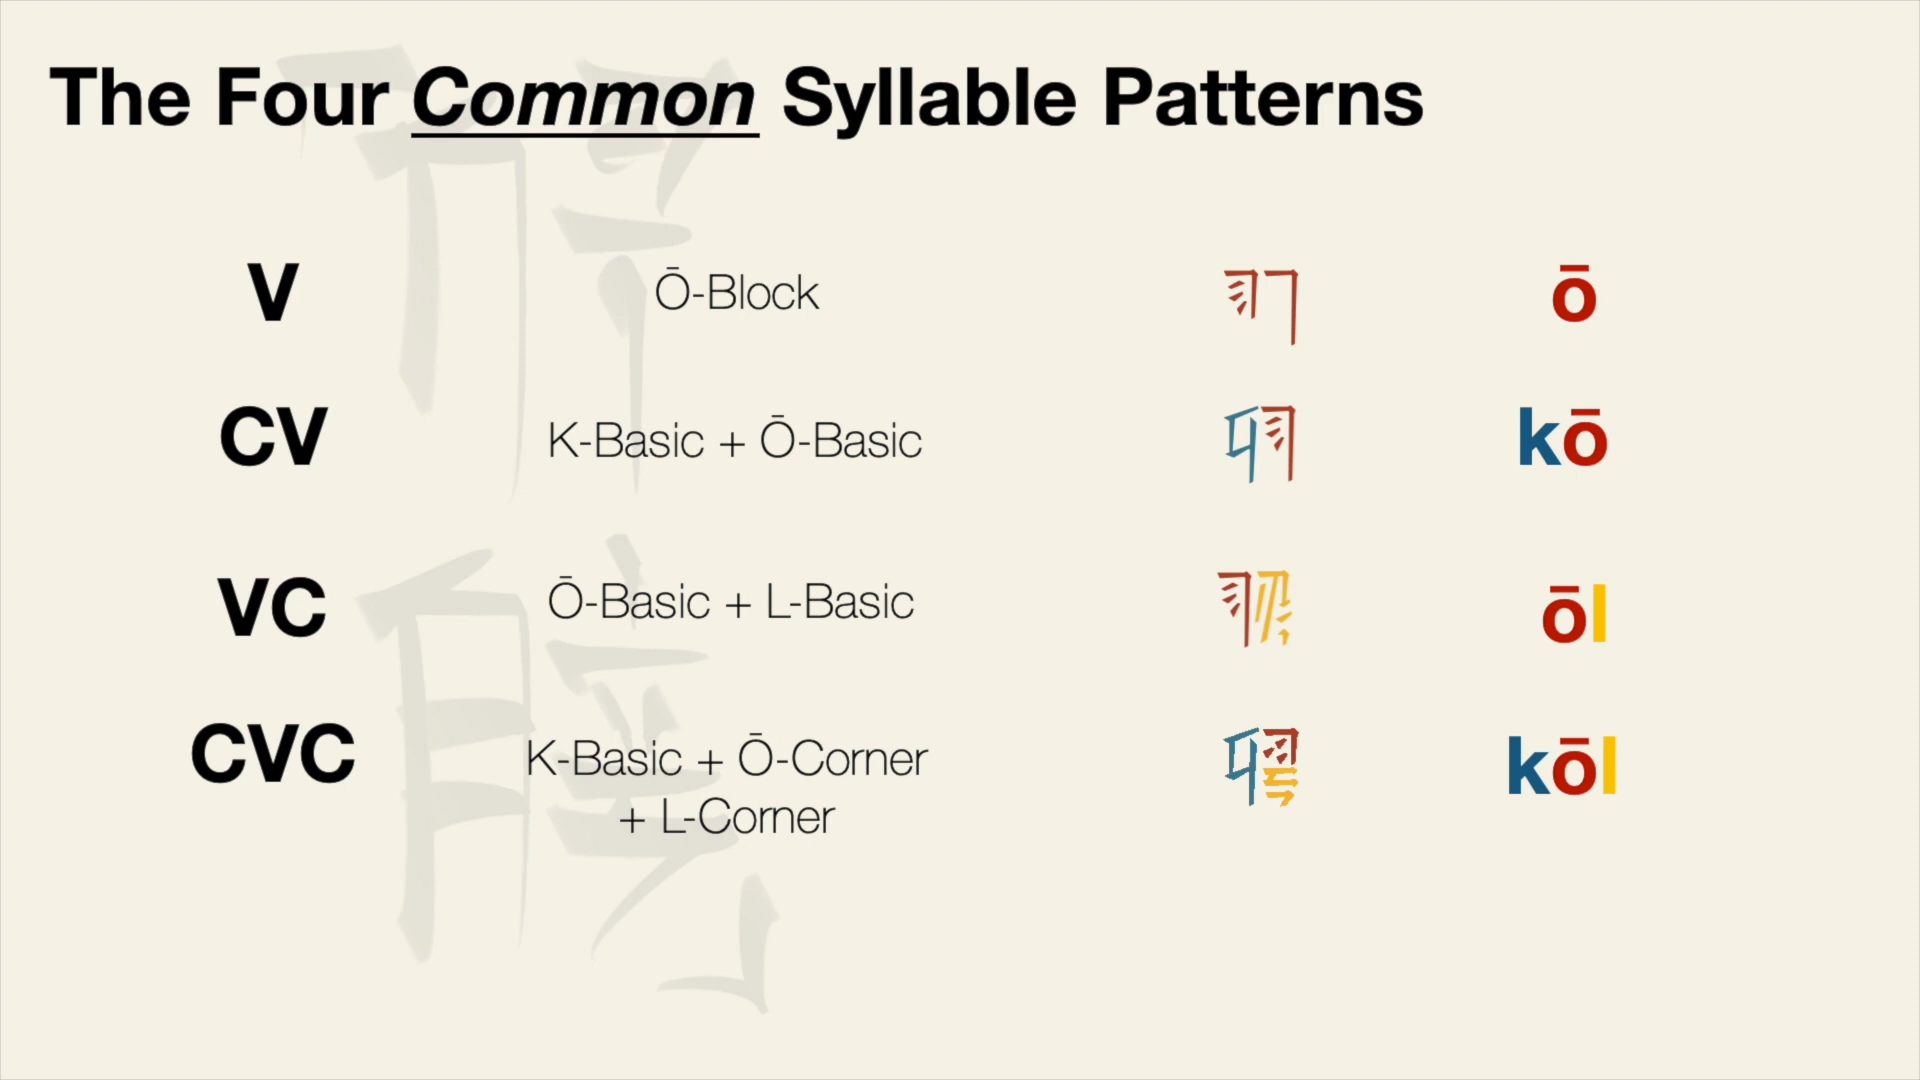 The Four Common Syllable Patterns
V Ō-Block ō
CV K-Basic + Ō-Basic kō
VC Ō-Basic + L-Basic ōl
CVC K-Basic + Ō-Corner kōl
+ L-Corner